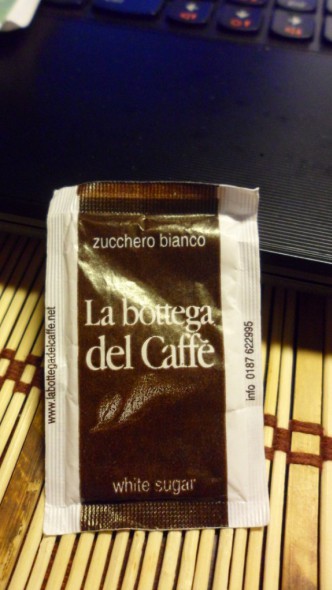 zucchero bianco
La bottega
del Caffè
white sugar
www.labottegadelcaffe.net
info 0187 622995